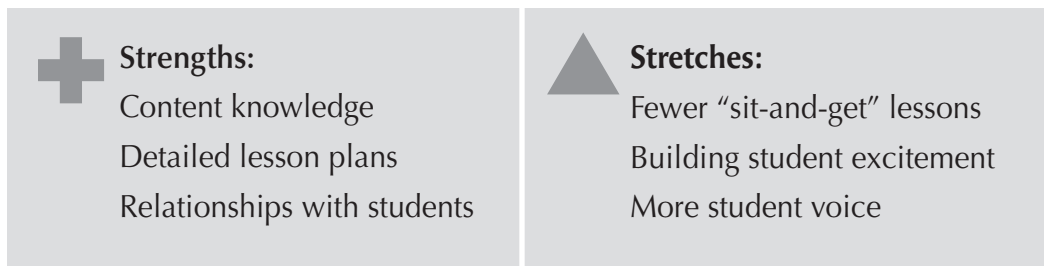 Strengths:
Content knowledge
Detailed lesson plans
Relationships with students
Stretches:
Fewer “sit-and-get” lessons
Building student excitement
More student voice